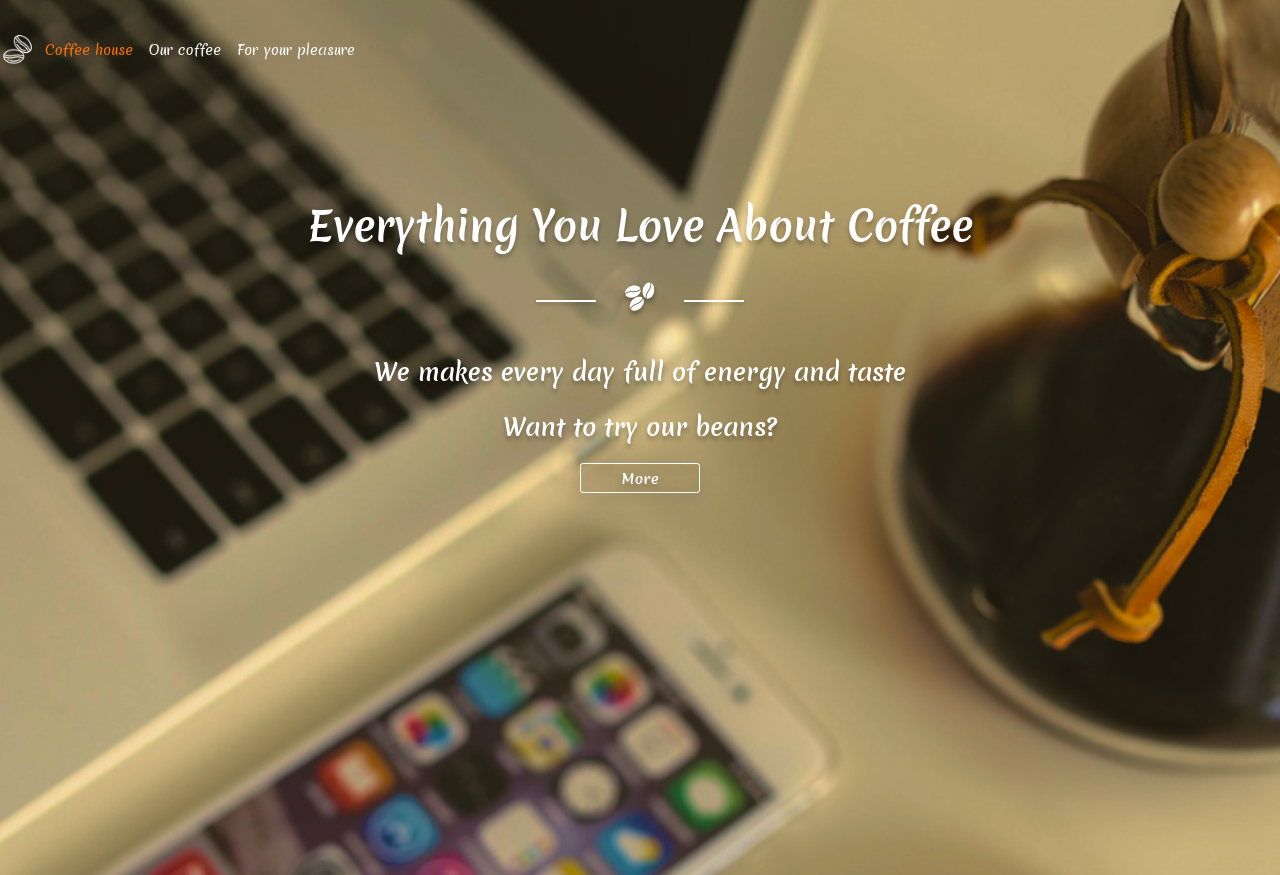 Coffee house Our coffee For your pleasure
Everything You Love About Coffee
We makes every day full of energy and taste
Want to try our beans?
More